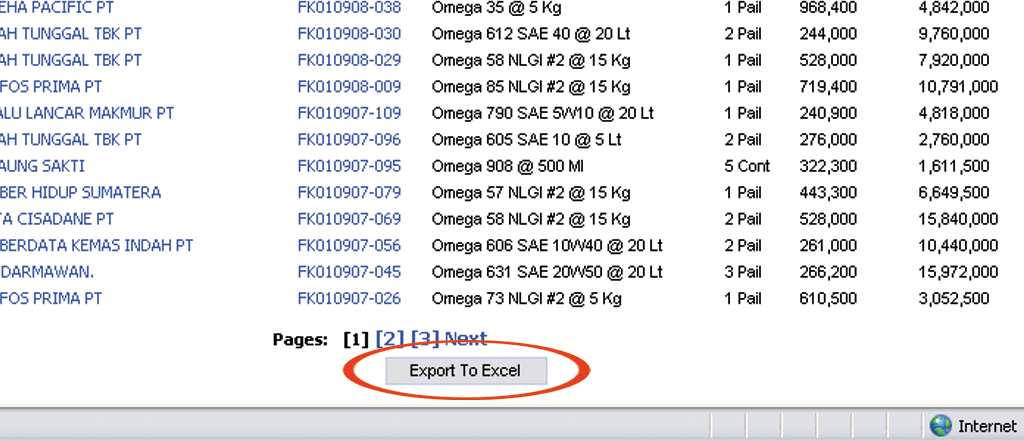 EHA PACIFIC PT FK010908-038 Omega 35 @ 5 Kg 1 Pail 968,400 4,842,000
AH TUNGGAL TBK PT FK010908-030 Omega 612 SAE 40 @ 20 Lt 2 Pail 244,000 9,760,000
AH TUNGGAL TBK PT FK010908-029 Omega 58 NLGI #2 @ 15 Kg 1 Pail 528,000 7,920,000
FOS PRIMA PT FK010908-009 Omega 85 NLGI #2 @ 15 Kg 1 Pail 719,400 10,791,000
ALU LANCAR MAKMUR PT FK010907-109 Omega 790 SAE 5W10 @ 20 Lt 1 Pail 240,900 4,818,000
AH TUNGGAL TBK PT FK010907-096 Omega 605 SAE 10 @ 5 Lt 2 Pail 276,000 2,760,000
AUNG SAKTI FK010907-095 Omega 908 @ 500 Ml 5 Cont 322,300 1,611,500
BER HIDUP SUMATERA FK010907-079 Omega 57 NLGI #2 @ 15 Kg 1 Pail 443,300 6,649,500
TA CISADANE PT FK010907-069 Omega 58 NLGI #2 @ 15 Kg 2 Pail 528,000 15,840,000
BERDATA KEMAS INDAH PT FK010907-056 Omega 606 SAE 10W40 @ 20 Lt 2 Pail 261,000 10,440,000
DARMAWAN. FK010907-045 Omega 631 SAE 20W50 @ 20 Lt 3 Pail 266,200 15,972,000
FOS PRIMA PT FK010907-026 Omega 73 NLGI #2 @ 5 Kg 1 Pail 610,500 3,052,500
Pages: [1] [2] [3] Next
Export To Excel
Internet